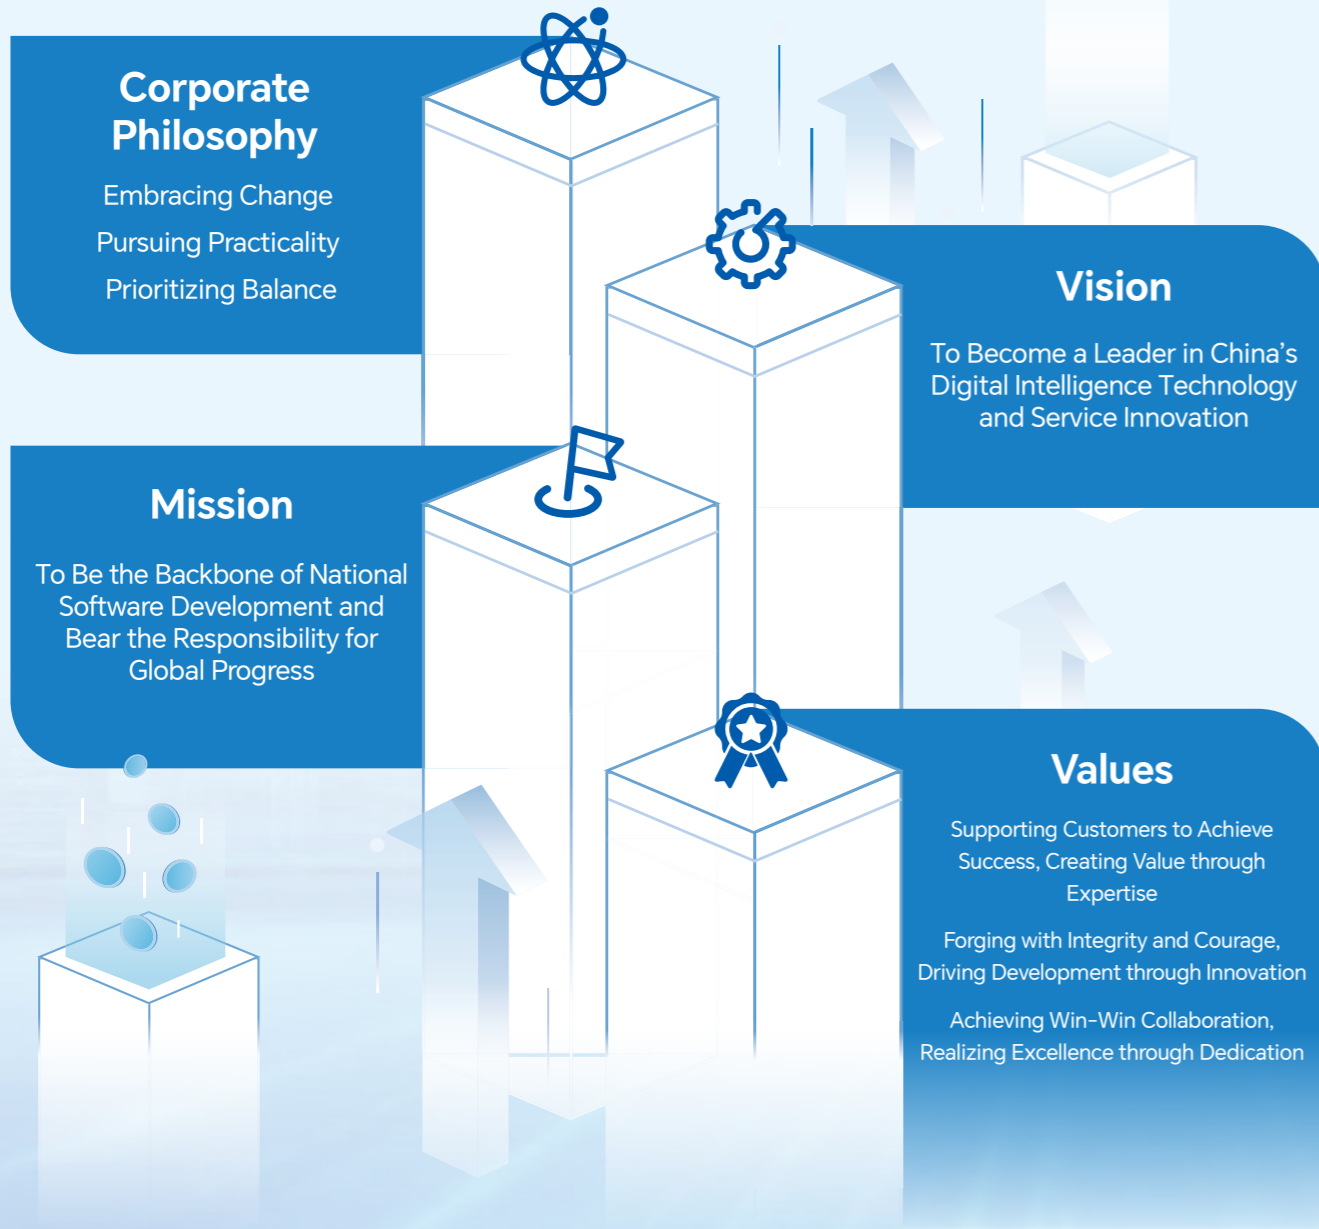 Corporate
Philosophy
Embracing Change
Pursuing Practicality
Prioritizing Balance
Vision
To Become a Leader in China’s
Digital Intelligence Technology
and Service Innovation
Mission
To Be the Backbone of National
Software Development and
Bear the Responsibility for
Global Progress
Values
Supporting Customers to Achieve
Success, Creating Value through
Expertise
Forging with Integrity and Courage,
Driving Development through Innovation
Achieving Win-Win Collaboration,
Realizing Excellence through Dedication